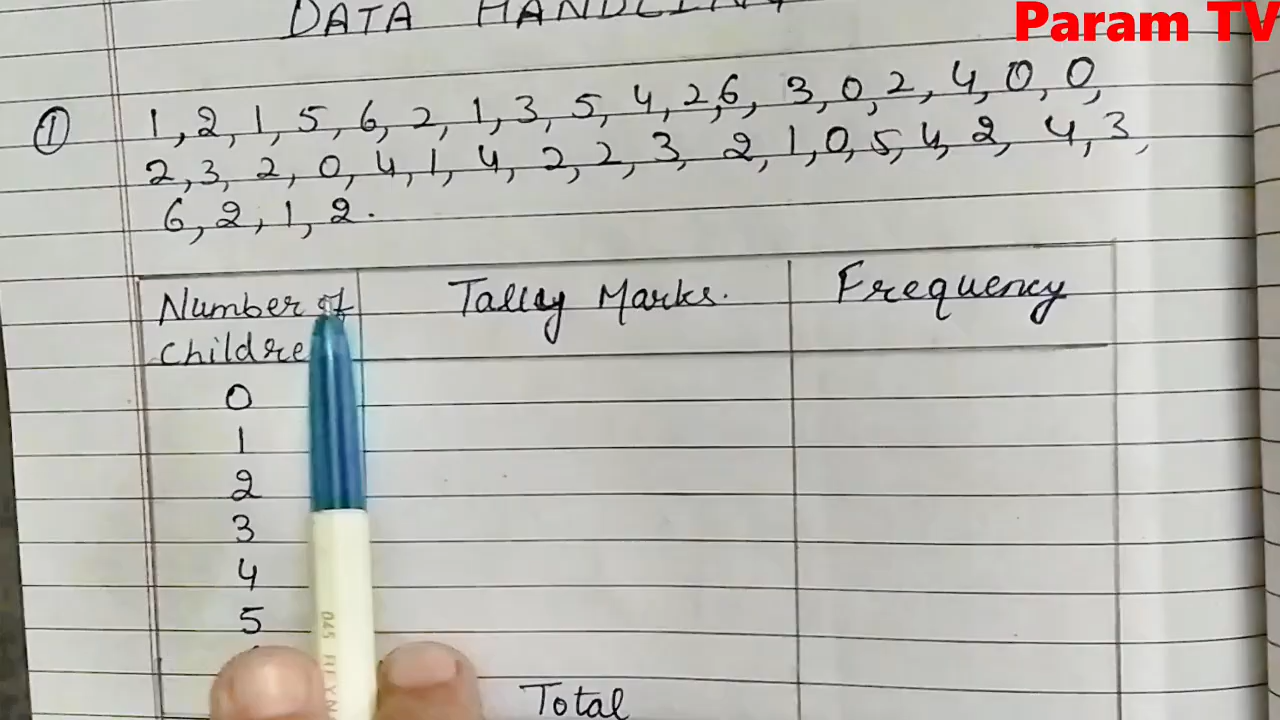 DATA HANDLING
Param TV
① 1, 2, 1, 5, 6, 2, 1, 3, 5, 4, 2, 6, 3, 0, 2, 4, 0, 0,
2, 3, 2, 0, 4, 1, 4, 2, 2, 3, 2, 1, 0, 5, 4, 2, 4, 3,
6, 2, 1, 2.
Number of Tally Marks. Frequency
Childre
0
1
2
3
4
5
Total
045 REYN